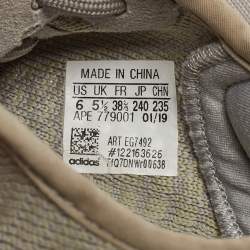 MADE IN CHINA
US UK FR JP CHN
6 5½ 38⅔ 240 235
APE 779001 01/19
ART EG7492
#122163626
adidas